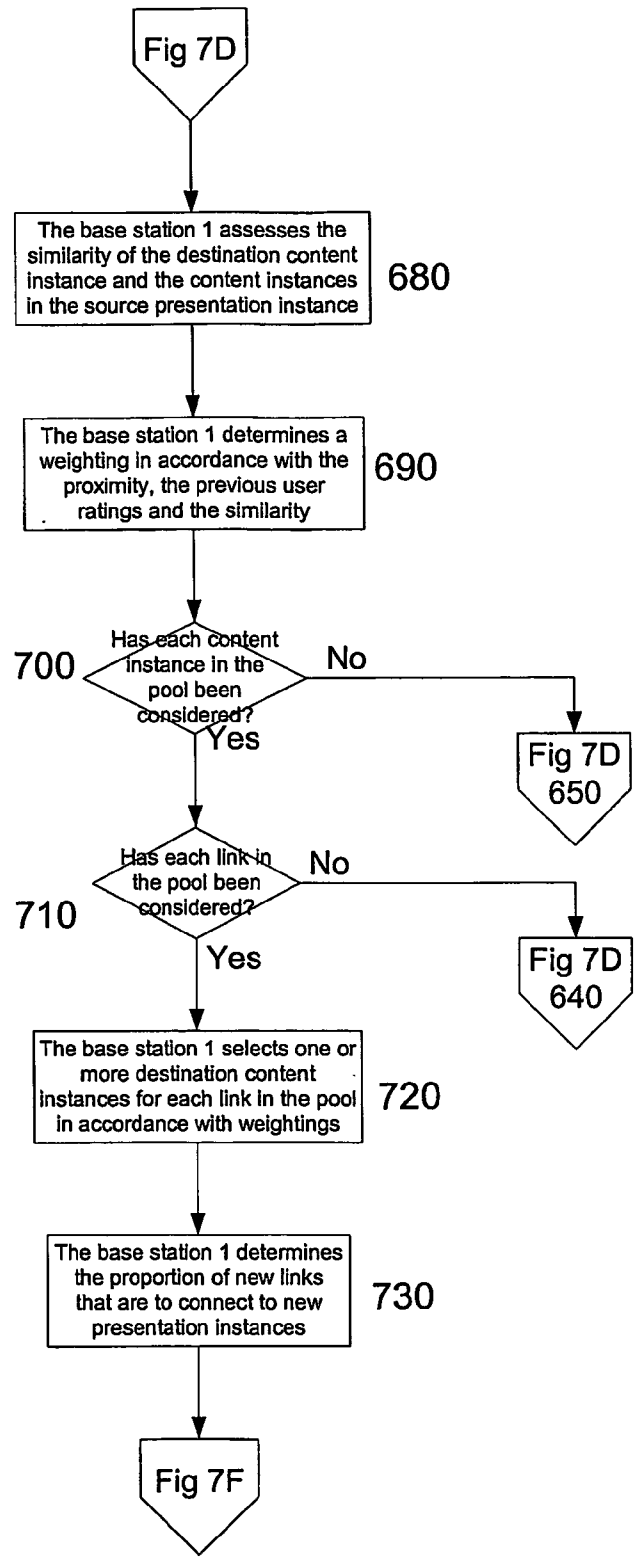 Fig 7D
The base station 1 assesses the
similarity of the destination content
instance and the content instances
in the source presentation instance
680
The base station 1 determines a
weighting in accordance with the
proximity, the previous user
ratings and the similarity
690
700
Has each content
instance in the
pool been
considered?
No
Yes
Fig 7D
650
710
Has each link in
the pool been
considered?
No
Yes
Fig 7D
640
The base station 1 selects one or
more destination content
instances for each link in the pool
in accordance with weightings
720
The base station 1 determines
the proportion of new links
that are to connect to new
presentation instances
730
Fig 7F